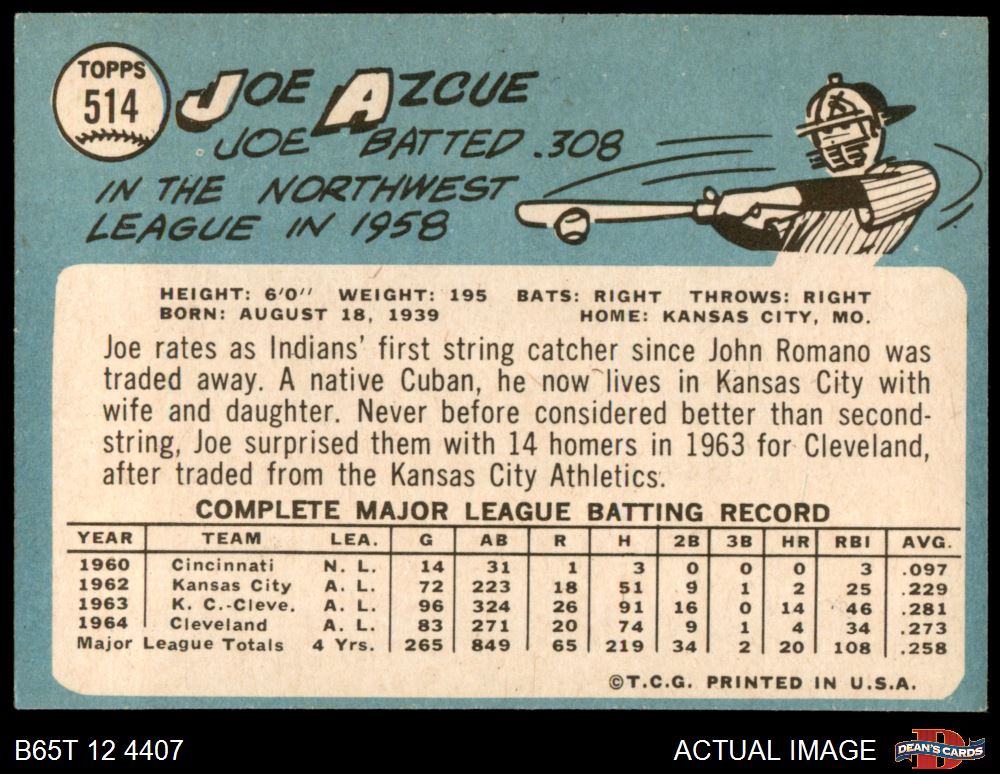 TOPPS
514
JOE AZCUE
JOE BATTED .308
IN THE NORTHWEST
LEAGUE IN 1958
HEIGHT: 6'0" WEIGHT: 195 BATS: RIGHT THROWS: RIGHT
BORN: AUGUST 18, 1939 HOME: KANSAS CITY, MO.
Joe rates as Indians' first string catcher since John Romano was
traded away. A native Cuban, he now lives in Kansas City with
wife and daughter. Never before considered better than second-
string, Joe surprised them with 14 homers in 1963 for Cleveland,
after traded from the Kansas City Athletics.
COMPLETE MAJOR LEAGUE BATTING RECORD
YEAR TEAM LEA. G AB R H 2B 3B HR RBI AVG.
1960 Cincinnati N. L. 14 31 1 3 0 0 0 3 .097
1962 Kansas City A. L. 72 223 18 51 9 1 2 25 .229
1963 K. C.-Cleve. A. L. 96 324 26 91 16 0 14 46 .281
1964 Cleveland A. L. 83 271 20 74 9 1 4 34 .273
Major League Totals 4 Yrs. 265 849 65 219 34 2 20 108 .258
©T.C.G. PRINTED IN U.S.A.
B65T 12 4407 ACTUAL IMAGE DEAN'S CARDS